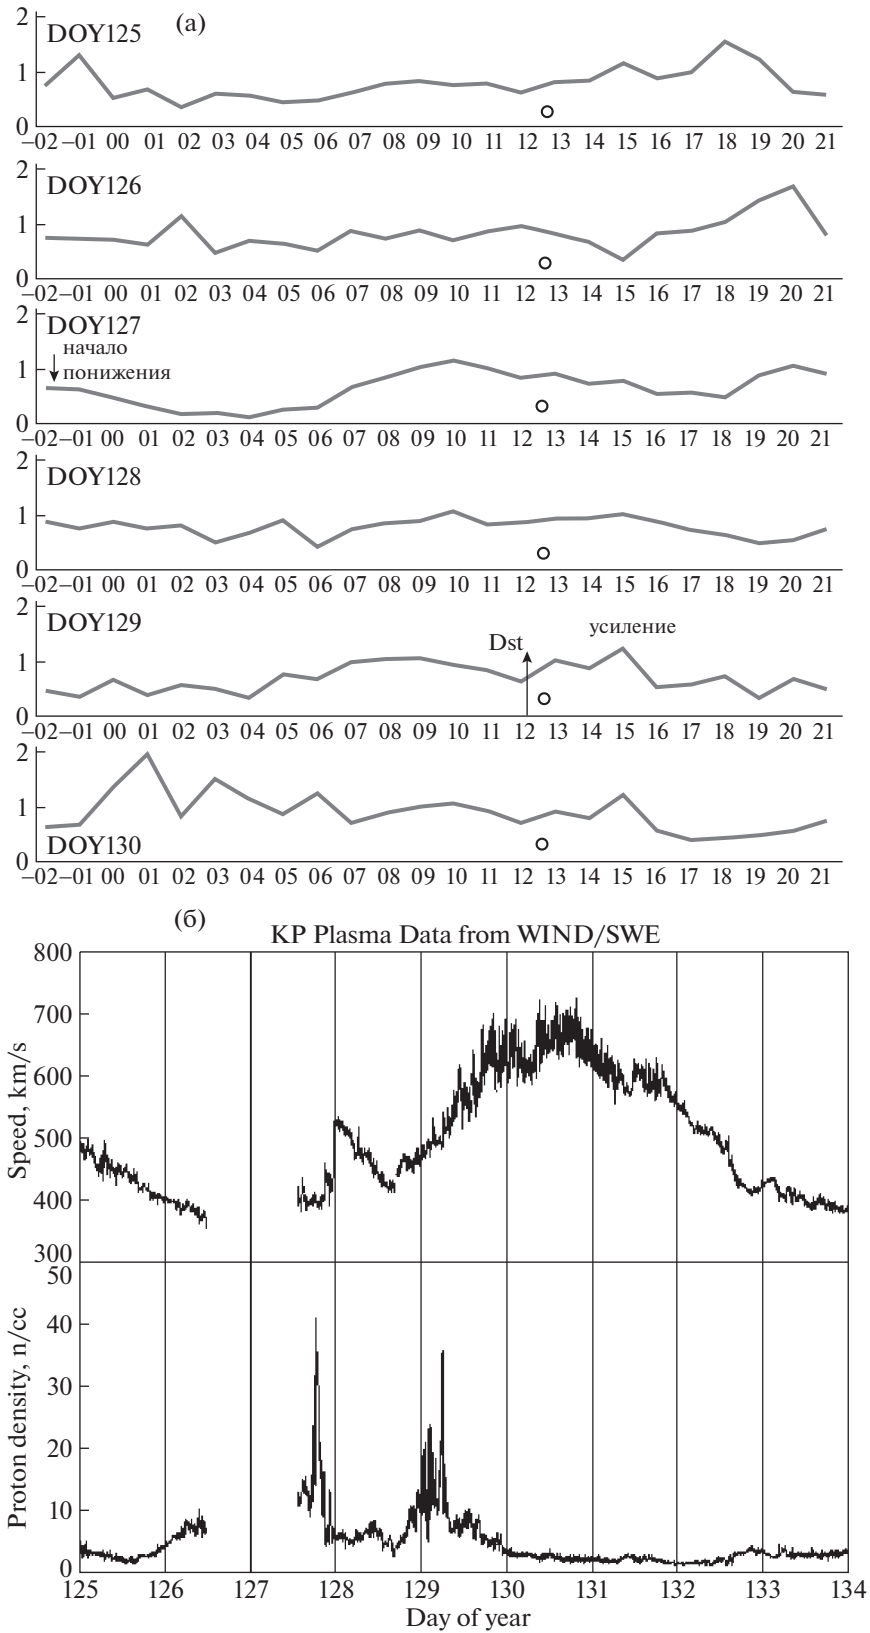 2
DOY125 (а)
1
0
–02 –01 00 01 02 03 04 05 06 07 08 09 10 11 12 13 14 15 16 17 18 19 20 21
2
DOY126
1
0
–02 –01 00 01 02 03 04 05 06 07 08 09 10 11 12 13 14 15 16 17 18 19 20 21
2
DOY127
начало
1
понижения
0
–02 –01 00 01 02 03 04 05 06 07 08 09 10 11 12 13 14 15 16 17 18 19 20 21
2
DOY128
1
0
–02 –01 00 01 02 03 04 05 06 07 08 09 10 11 12 13 14 15 16 17 18 19 20 21
2
DOY129
усиление
Dst
1
0
–02 –01 00 01 02 03 04 05 06 07 08 09 10 11 12 13 14 15 16 17 18 19 20 21
2
1
DOY130
0
–02 –01 00 01 02 03 04 05 06 07 08 09 10 11 12 13 14 15 16 17 18 19 20 21
(б)
KP Plasma Data from WIND/SWE
800
700
600
500
400
300
Speed, km/s
50
40
30
20
10
0
Proton density, n/cc
125 126 127 128 129 130 131 132 133 134
Day of year